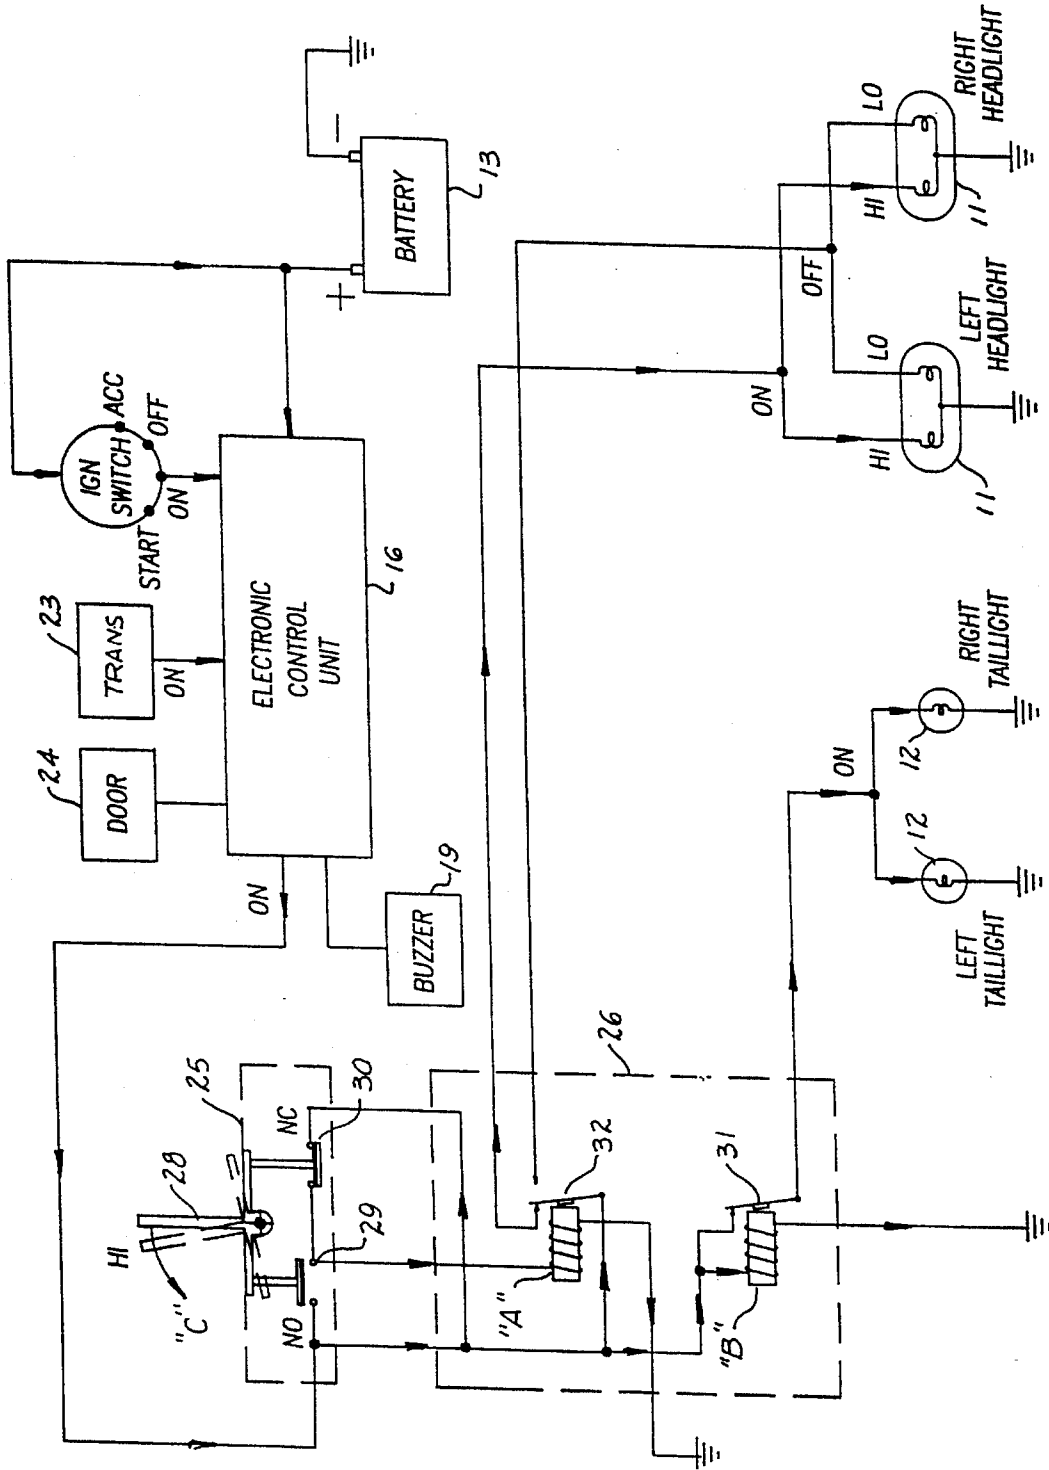 IGN
SWITCH
ACC
OFF
ON
START
23
TRANS
ON
24
DOOR
ELECTRONIC
CONTROL
UNIT
16
BATTERY
+
−
13
ON
BUZZER
19
25
28
HI
"C"
NO
NC
30
29
26
"A"
32
"B"
31
ON
OFF
HI
LO
LEFT
HEADLIGHT
11
HI
LO
RIGHT
HEADLIGHT
11
ON
12
LEFT
TAILLIGHT
12
RIGHT
TAILLIGHT